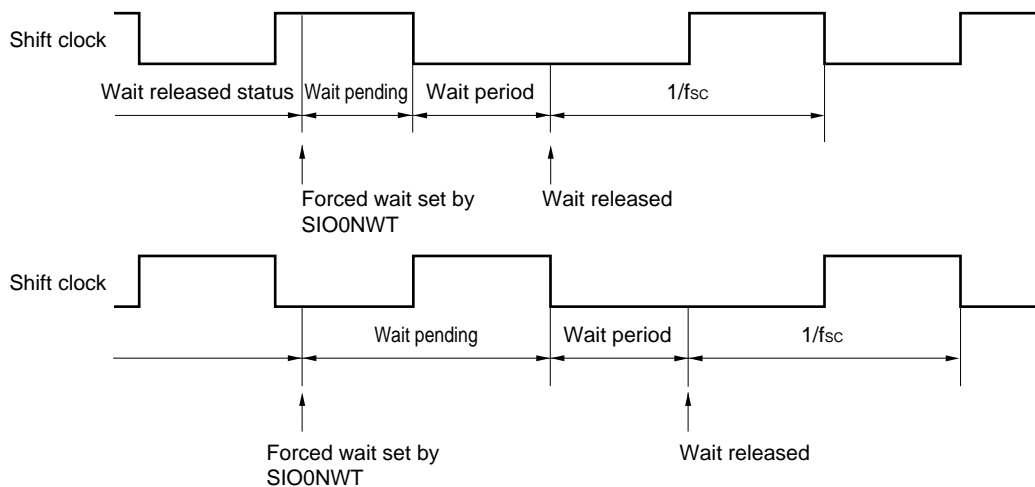 Shift clock
Wait released status
Wait pending
Wait period
1/fSC
Forced wait set by
SIO0NWT
Wait released
Shift clock
Wait pending
Wait period
1/fSC
Forced wait set by
SIO0NWT
Wait released